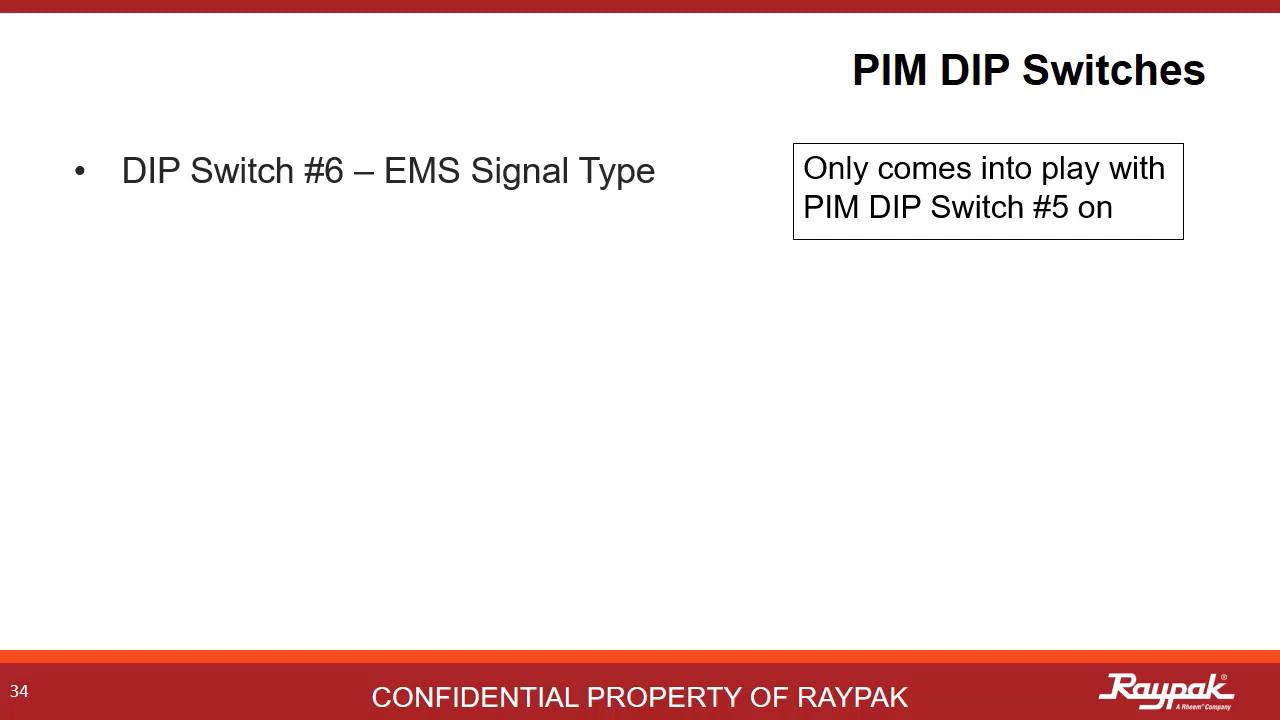 PIM DIP Switches
• DIP Switch #6 – EMS Signal Type
Only comes into play with
PIM DIP Switch #5 on
34
CONFIDENTIAL PROPERTY OF RAYPAK
Raypak®
A Rheem® Company